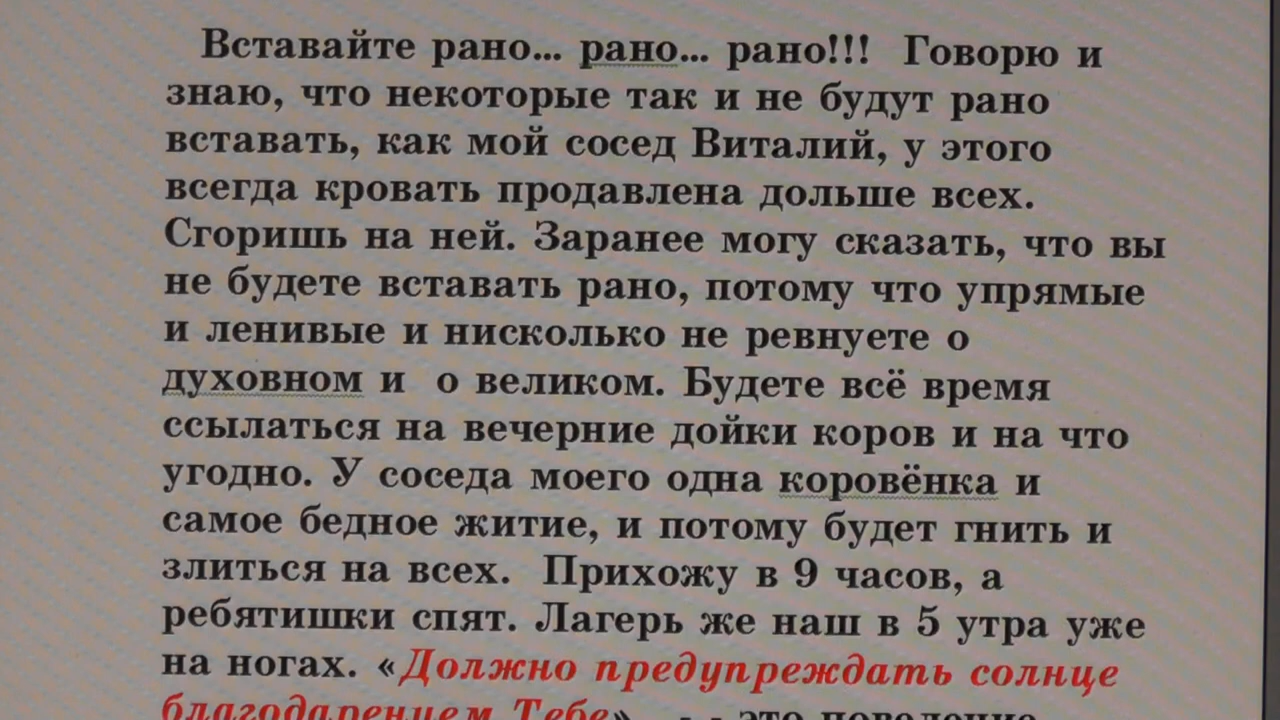 Вставайте рано... рано... рано!!! Говорю и
знаю, что некоторые так и не будут рано
вставать, как мой сосед Виталий, у этого
всегда кровать продавлена дольше всех.
Сгоришь на ней. Заранее могу сказать, что вы
не будете вставать рано, потому что упрямые
и ленивые и нисколько не ревнуете о
духовном и о великом. Будете всё время
ссылаться на вечерние дойки коров и на что
угодно. У соседа моего одна коровёнка и
самое бедное житие, и потому будет гнить и
злиться на всех. Прихожу в 9 часов, а
ребятишки спят. Лагерь же наш в 5 утра уже
на ногах. «Должно предупреждать солнце
благодарением Тебе» - - это поведение